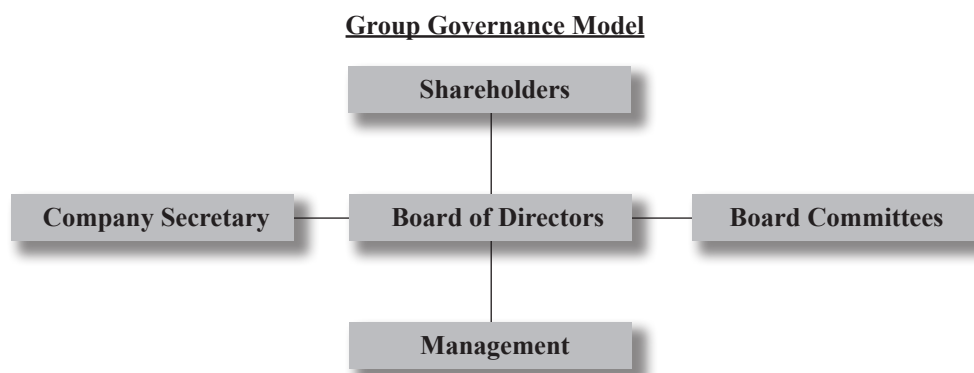 Group Governance Model
Shareholders
Company Secretary
Board of Directors
Board Committees
Management